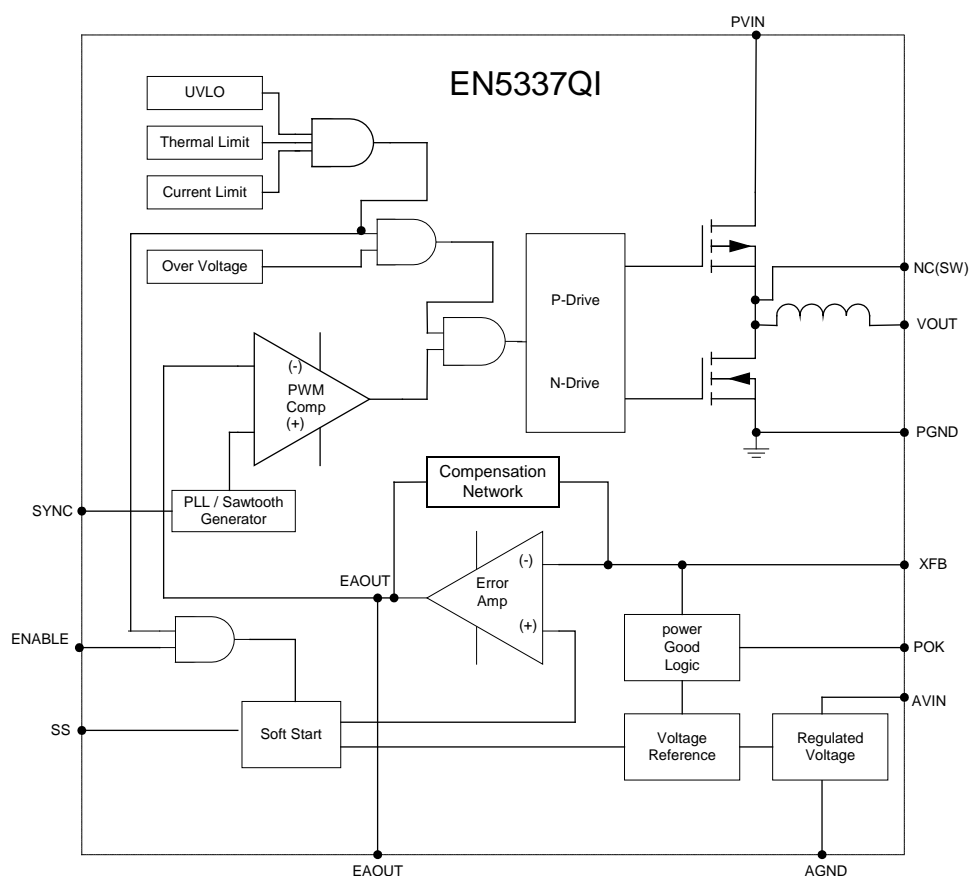 PVIN
EN5337QI
UVLO
Thermal Limit
Current Limit
Over Voltage
NC(SW)
P-Drive
VOUT
(-)
PWM
Comp
(+)
N-Drive
PGND
Compensation
Network
PLL / Sawtooth
Generator
SYNC
XFB
(-)
EAOUT
Error
Amp
(+)
power
Good
Logic
ENABLE
POK
AVIN
SS
Soft Start
Voltage
Reference
Regulated
Voltage
EAOUT
AGND